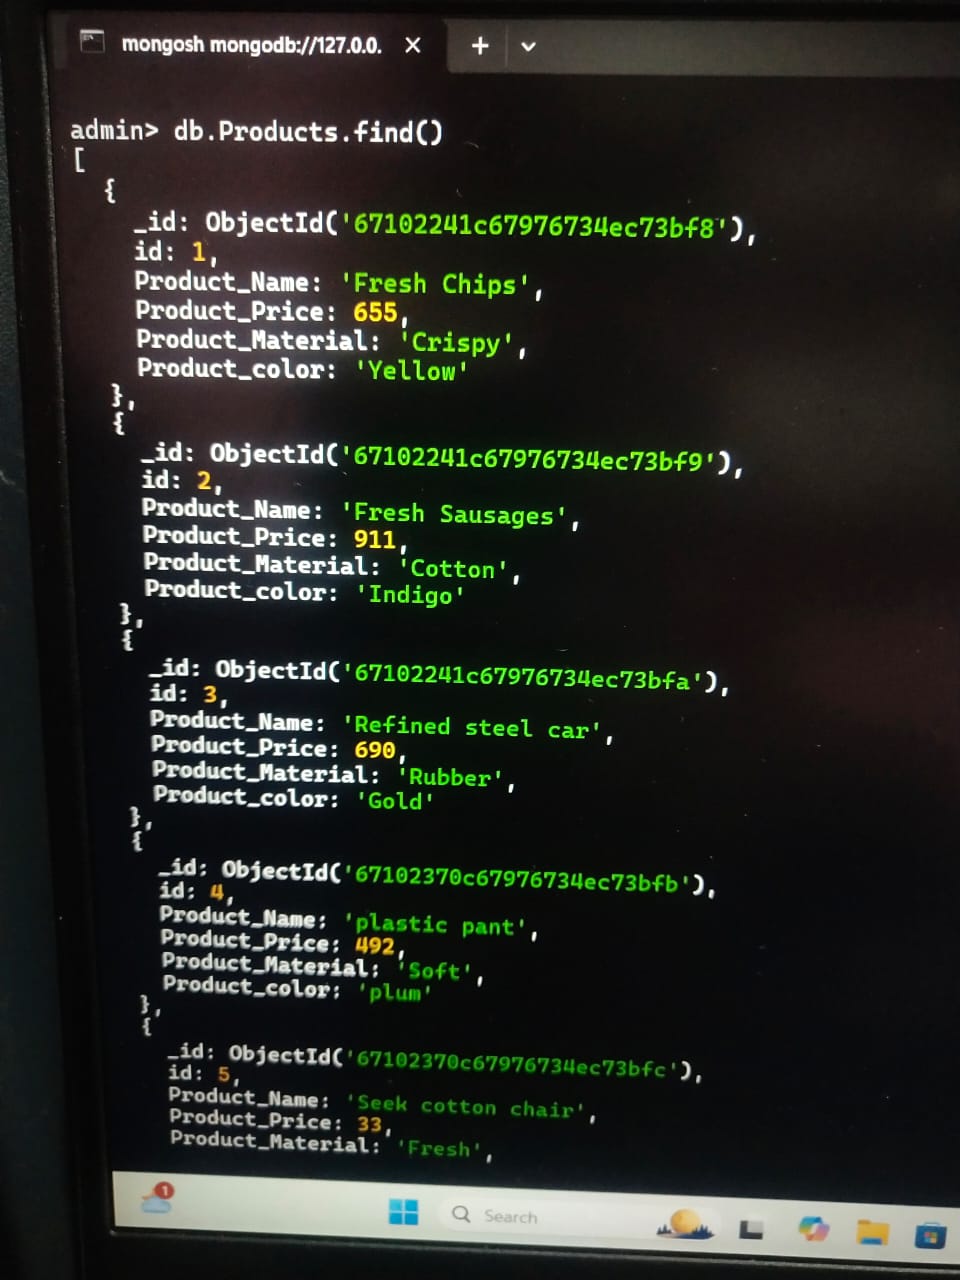 mongosh mongodb://127.0.0.
admin> db.Products.find()
[
{
_id: ObjectId('67102241c67976734ec73bf8'),
id: 1,
Product_Name: 'Fresh Chips',
Product_Price: 655,
Product_Material: 'Crispy',
Product_color: 'Yellow'
},
{
_id: ObjectId('67102241c67976734ec73bf9'),
id: 2,
Product_Name: 'Fresh Sausages',
Product_Price: 911,
Product_Material: 'Cotton',
Product_color: 'Indigo'
},
{
_id: ObjectId('67102241c67976734ec73bfa'),
id: 3,
Product_Name: 'Refined steel car',
Product_Price: 690,
Product_Material: 'Rubber',
Product_color: 'Gold'
},
{
_id: ObjectId('67102370c67976734ec73bfb'),
id: 4,
Product_Name: 'plastic pant',
Product_Price: 492,
Product_Material: 'Soft',
Product_color: 'plum'
},
{
_id: ObjectId('67102370c67976734ec73bfc'),
id: 5,
Product_Name: 'Seek cotton chair',
Product_Price: 33,
Product_Material: 'Fresh',
1
Search